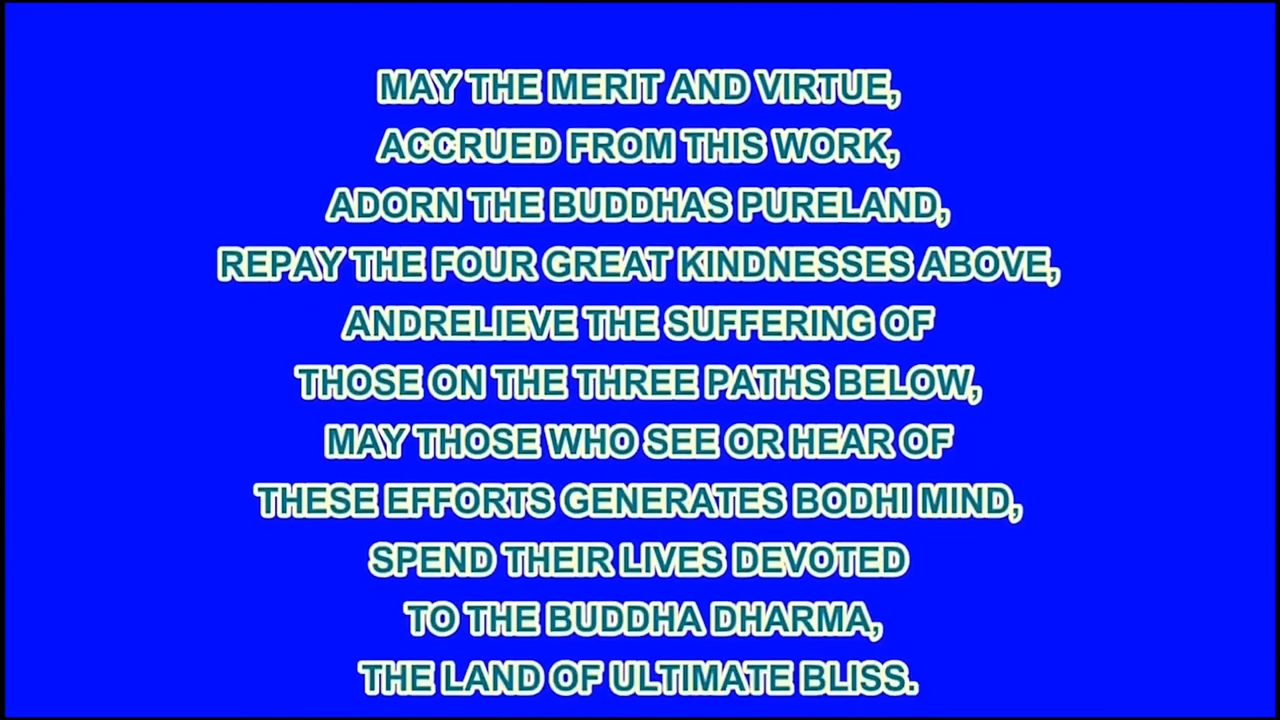 MAY THE MERIT AND VIRTUE,
ACCRUED FROM THIS WORK,
ADORN THE BUDDHAS PURELAND,
REPAY THE FOUR GREAT KINDNESSES ABOVE,
ANDRELIEVE THE SUFFERING OF
THOSE ON THE THREE PATHS BELOW,
MAY THOSE WHO SEE OR HEAR OF
THESE EFFORTS GENERATES BODHI MIND,
SPEND THEIR LIVES DEVOTED
TO THE BUDDHA DHARMA,
THE LAND OF ULTIMATE BLISS.